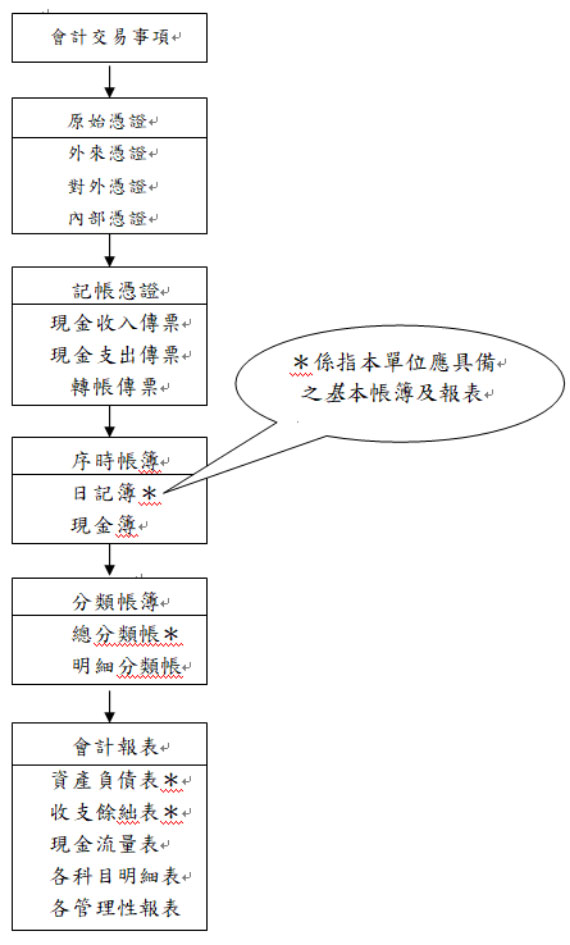 會計交易事項
原始憑證
外來憑證
對外憑證
內部憑證
記帳憑證
現金收入傳票
現金支出傳票
轉帳傳票
＊係指本單位應具備
之基本帳簿及報表
序時帳簿
日記簿＊
現金簿
分類帳簿
總分類帳＊
明細分類帳
會計報表
資產負債表＊
收支餘絀表＊
現金流量表
各科目明細表
各管理性報表